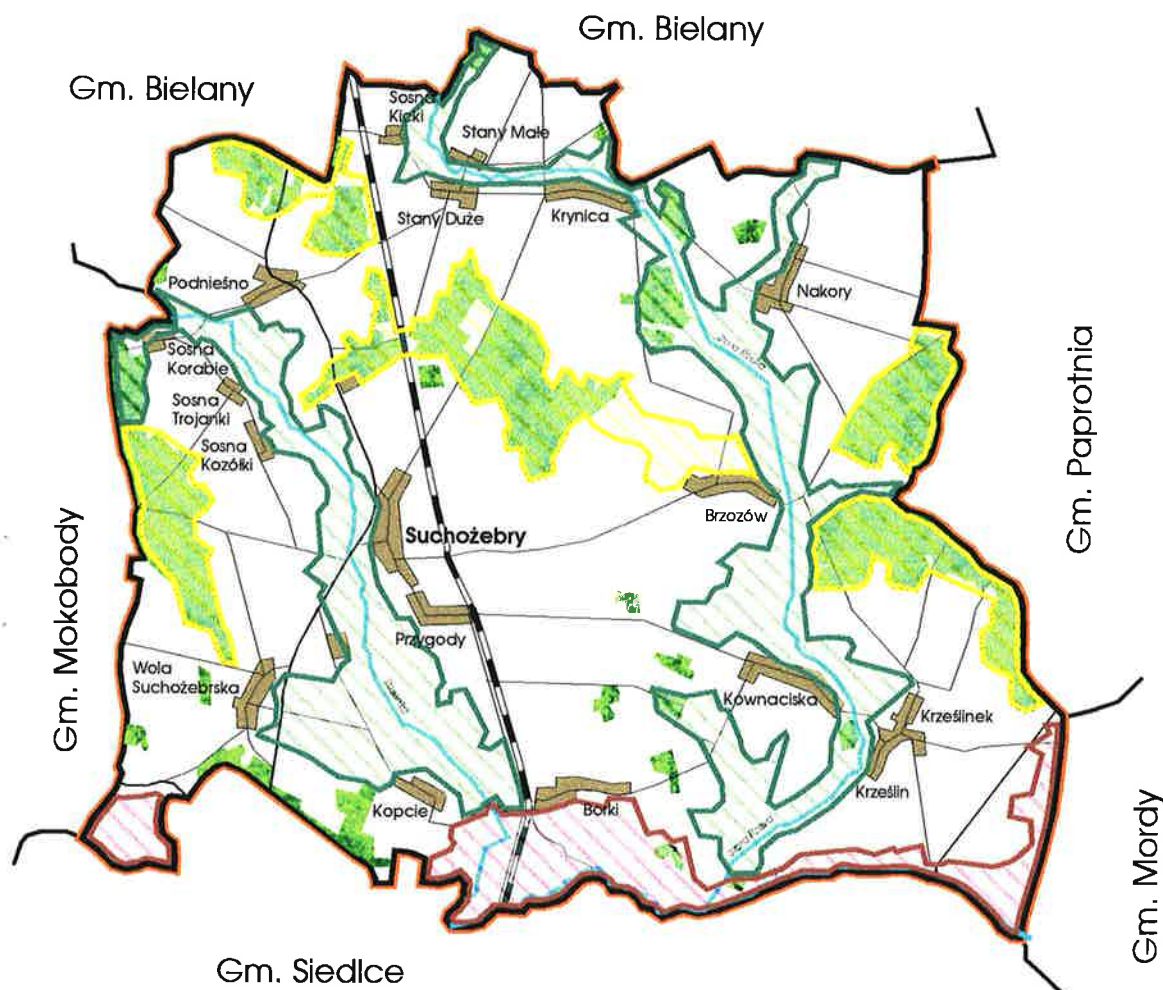 Gm. Bielany
Gm. Bielany
Sosna
Kicki
Stany Małe
Stany Duże
Krynica
Podnieśno
Nakory
Sosna
Korabie
Sosna
Trojanki
Sosna
Kozółki
Gm. Paprotnia
Brzozów
Suchożebry
Gm. Mokobody
Przygody
Wola
Suchożebrska
Kownaciska
Krześlinek
Krześlin
Kopcie
Borki
Gm. Mordy
Gm. Siedlce